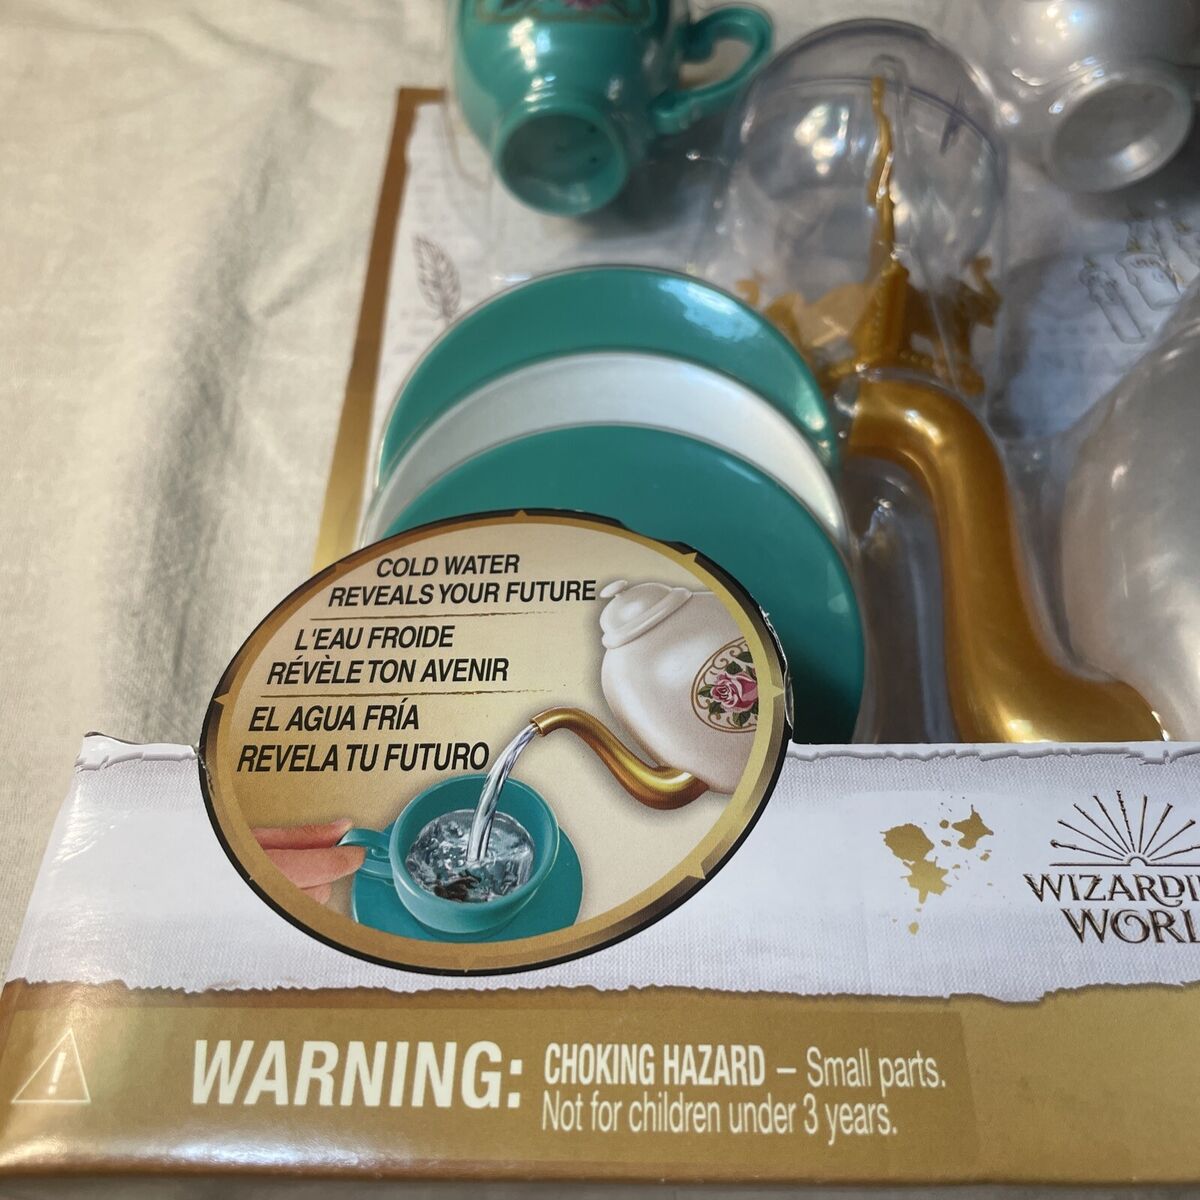 COLD WATER
REVEALS YOUR FUTURE
L'EAU FROIDE
RÉVÈLE TON AVENIR
EL AGUA FRÍA
REVELA TU FUTURO
WARNING: CHOKING HAZARD – Small parts.
Not for children under 3 years.